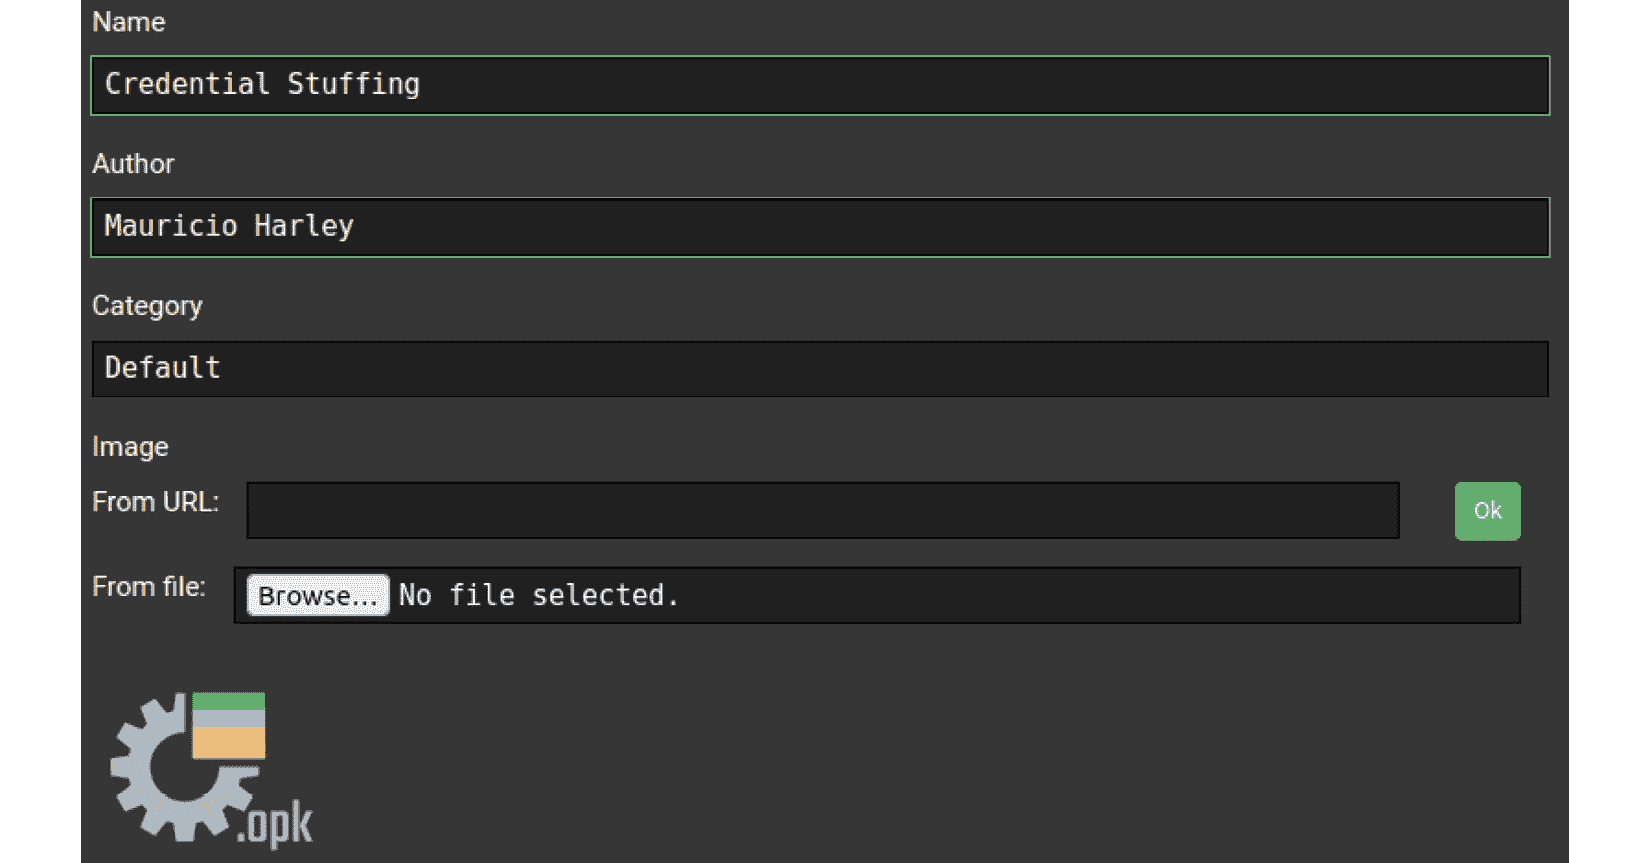 Name
Credential Stuffing
Author
Mauricio Harley
Category
Default
Image
From URL:
Ok
From file: Browse... No file selected.
.opk